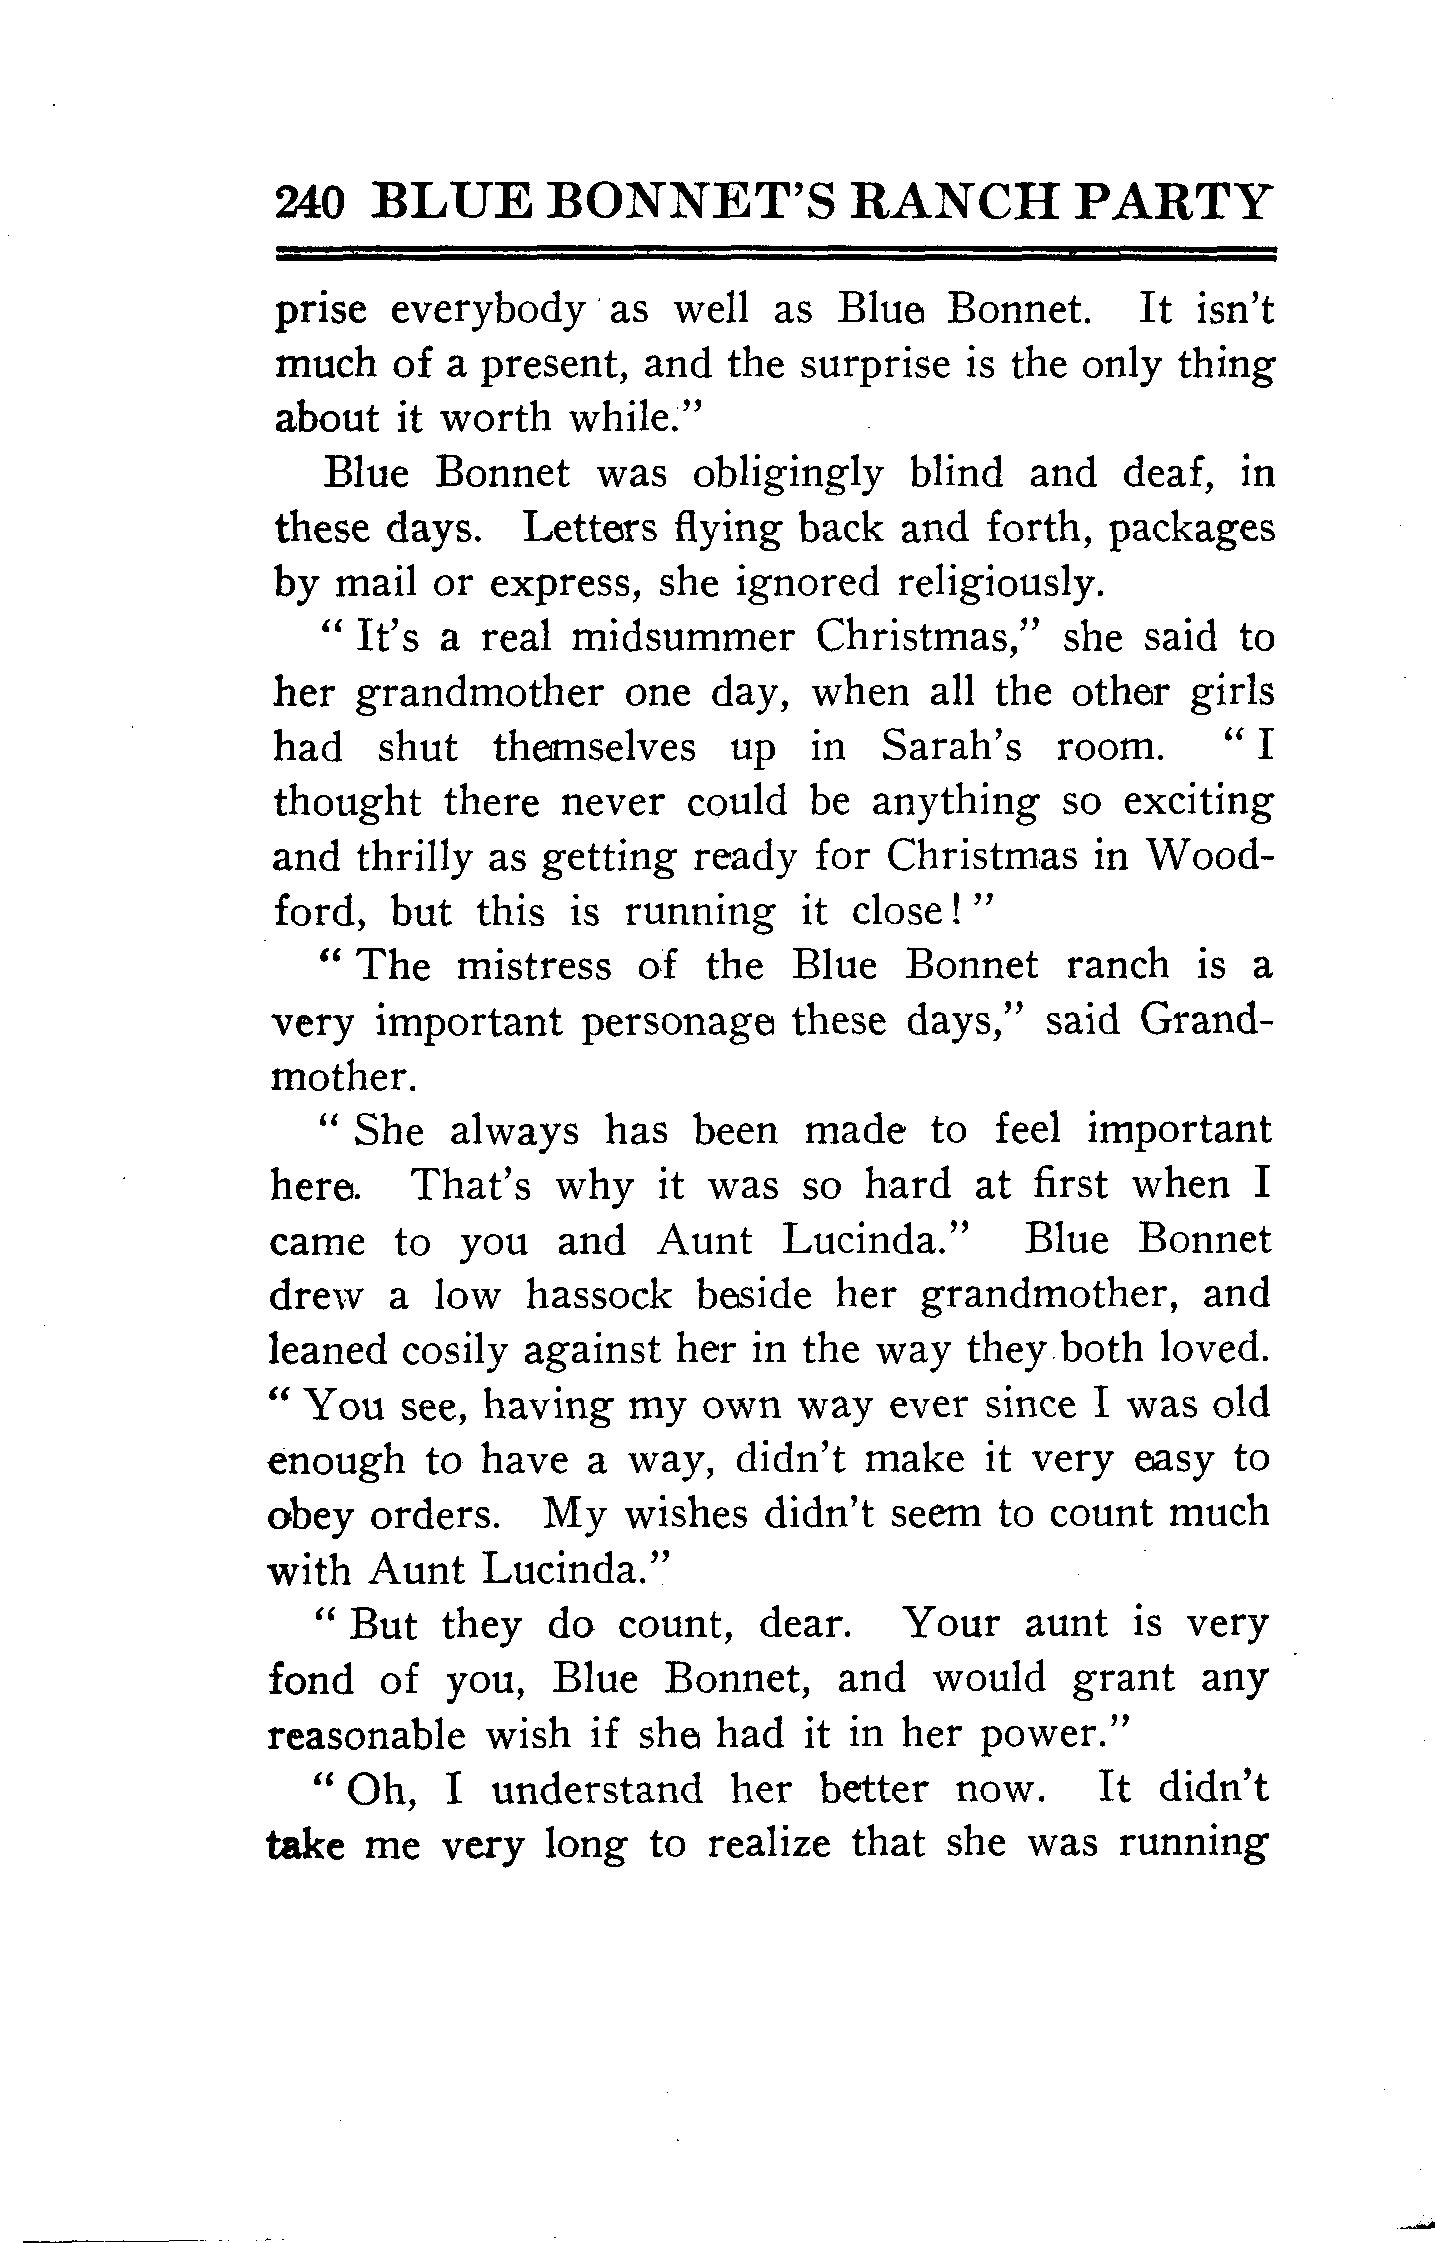 240 BLUE BONNET'S RANCH PARTY
prise everybody as well as Blue Bonnet. It isn't
much of a present, and the surprise is the only thing
about it worth while."
Blue Bonnet was obligingly blind and deaf, in
these days. Letters flying back and forth, packages
by mail or express, she ignored religiously.
" It's a real midsummer Christmas," she said to
her grandmother one day, when all the other girls
had shut themselves up in Sarah's room. " I
thought there never could be anything so exciting
and thrilly as getting ready for Christmas in Wood-
ford, but this is running it close! "
" The mistress of the Blue Bonnet ranch is a
very important personage these days," said Grand-
mother.
" She always has been made to feel important
here. That's why it was so hard at first when I
came to you and Aunt Lucinda." Blue Bonnet
drew a low hassock beside her grandmother, and
leaned cosily against her in the way they both loved.
" You see, having my own way ever since I was old
enough to have a way, didn't make it very easy to
obey orders. My wishes didn't seem to count much
with Aunt Lucinda."
" But they do count, dear. Your aunt is very
fond of you, Blue Bonnet, and would grant any
reasonable wish if she had it in her power."
" Oh, I understand her better now. It didn't
take me very long to realize that she was running